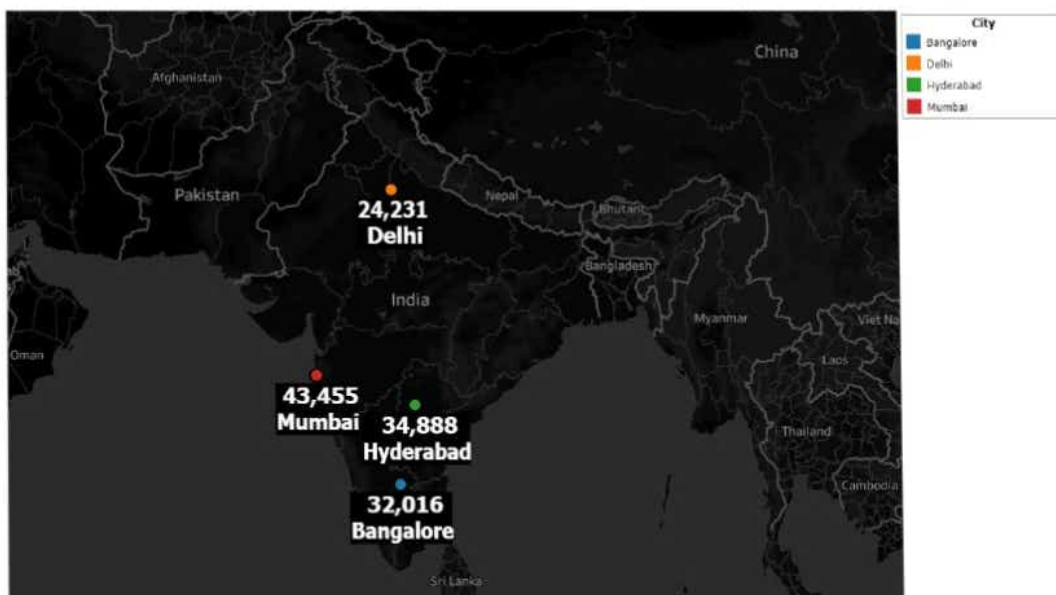 City
Bangalore
Delhi
Hyderabad
Mumbai
China
Afghanistan
Pakistan
Nepal
Bhutan
24,231
Delhi
Bangladesh
India
Myanmar
Viet Na
Oman
Laos
43,455
Mumbai
34,888
Hyderabad
Thailand
Cambodia
32,016
Bangalore
Sri Lanka